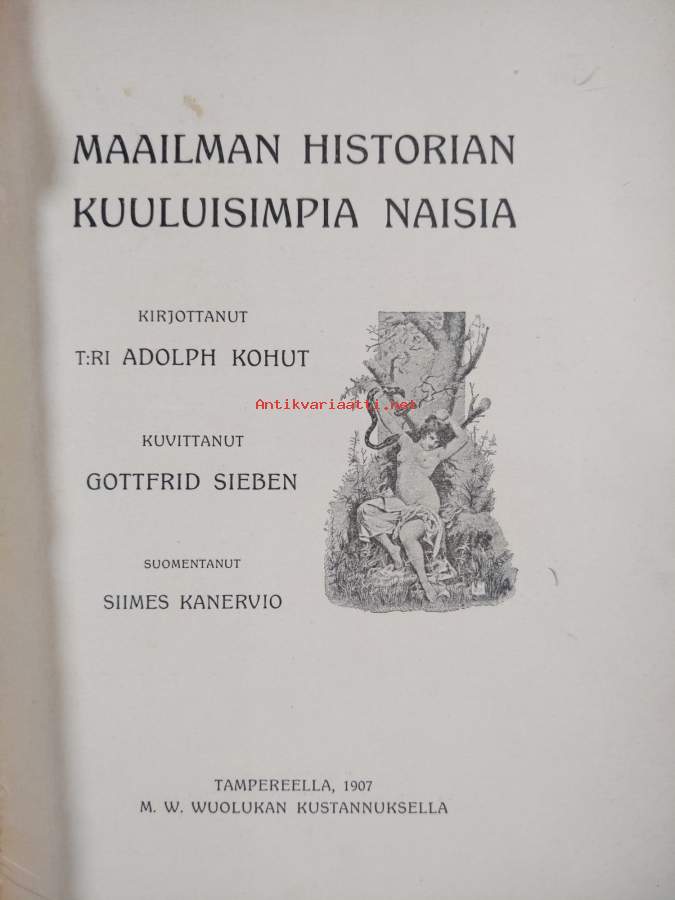 MAAILMAN HISTORIAN
KUULUISIMPIA NAISIA
KIRJOTTANUT
T:RI ADOLPH KOHUT
Antikvariaatti.net
KUVITTANUT
GOTTFRID SIEBEN
SUOMENTANUT
SIIMES KANERVIO
TAMPEREELLA, 1907
M. W. WUOLUKAN KUSTANNUKSELLA